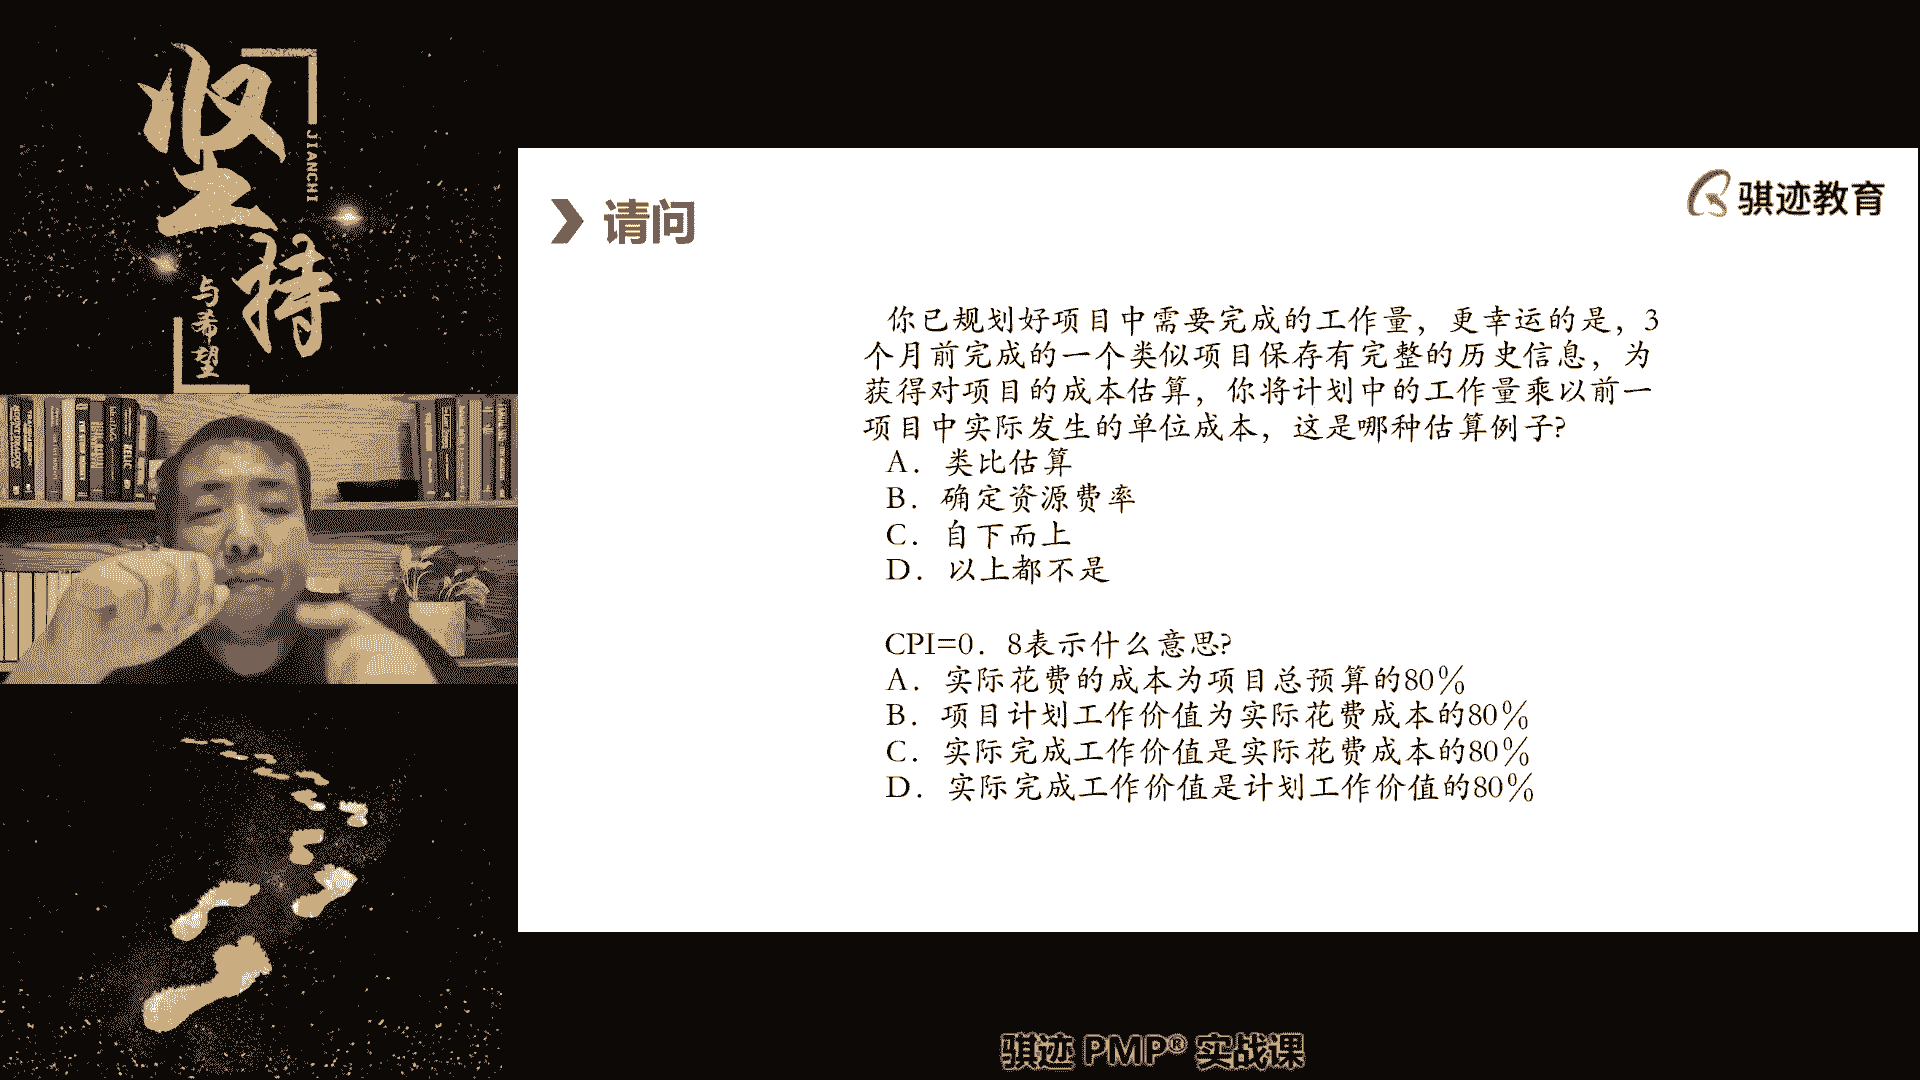 坚持
JIANCHI
与希望
请问
骐迹教育
你已规划好项目中需要完成的工作量，更幸运的是，3
个月前完成的一个类似项目保存有完整的历史信息，为
获得对项目的成本估算，你将计划中的工作量乘以前一
项目中实际发生的单位成本，这是哪种估算例子?
A．类比估算
B．确定资源费率
C．自下而上
D．以上都不是
CPI=0．8表示什么意思?
A．实际花费的成本为项目总预算的80%
B．项目计划工作价值为实际花费成本的80%
C．实际完成工作价值是实际花费成本的80%
D．实际完成工作价值是计划工作价值的80%
骐迹 PMP® 实战课